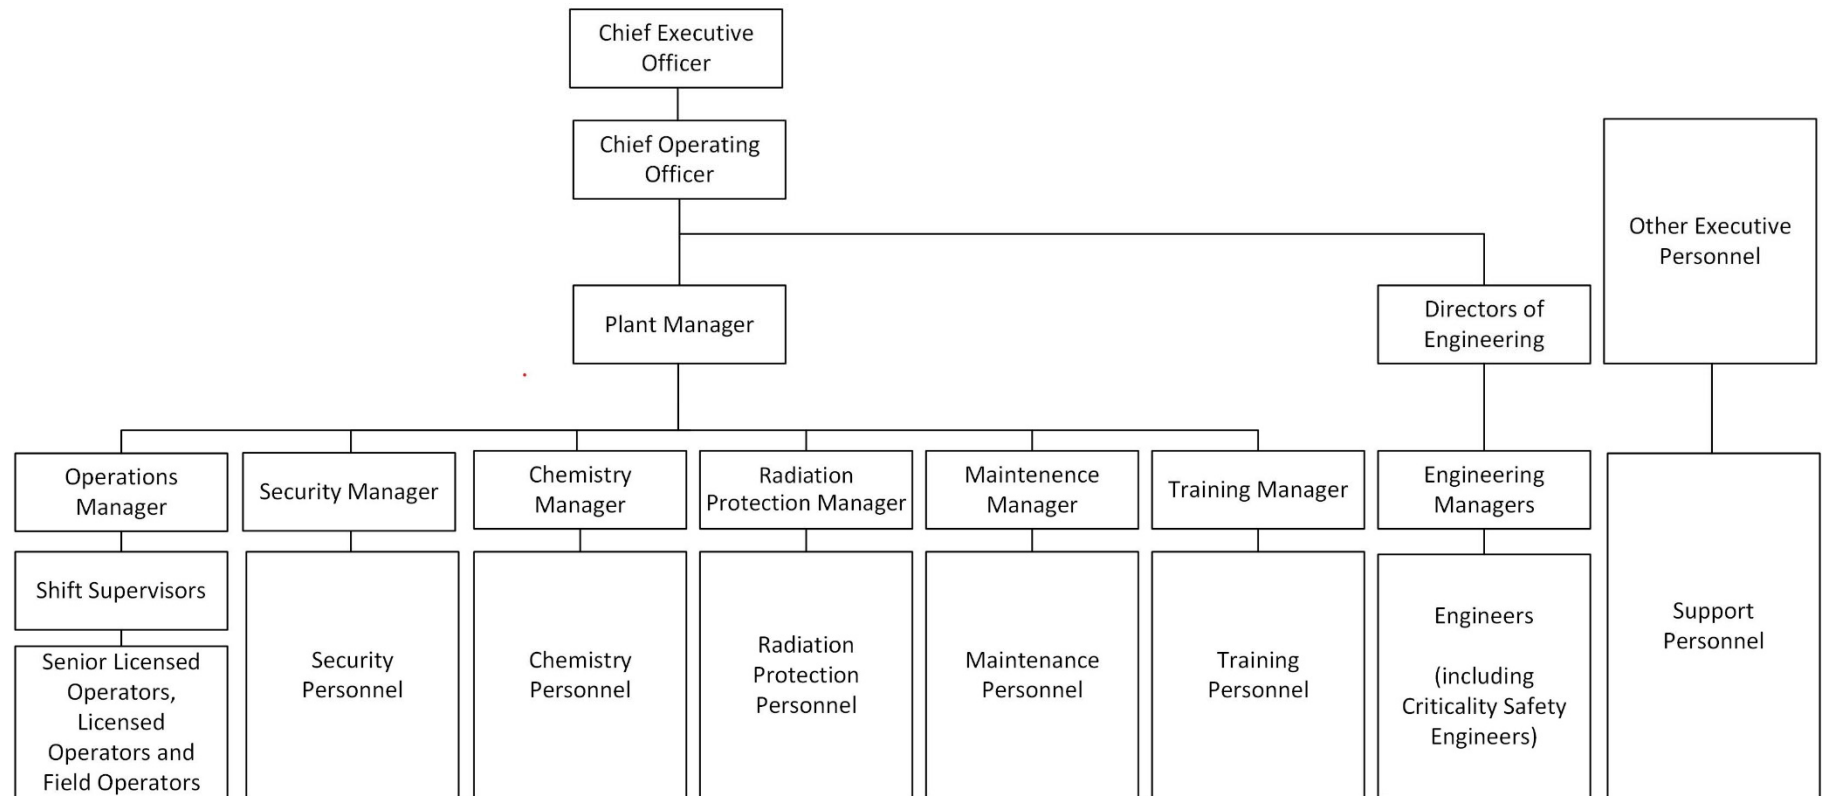 Chief Executive
Officer
Chief Operating
Officer
Other Executive
Personnel
Plant Manager
Directors of
Engineering
Operations
Manager
Security Manager
Chemistry
Manager
Radiation
Protection Manager
Maintenence
Manager
Training Manager
Engineering
Managers
Shift Supervisors
Senior Licensed
Operators,
Licensed
Operators and
Field Operators
Security
Personnel
Chemistry
Personnel
Radiation
Protection
Personnel
Maintenance
Personnel
Training
Personnel
Engineers
(including
Criticality Safety
Engineers)
Support
Personnel